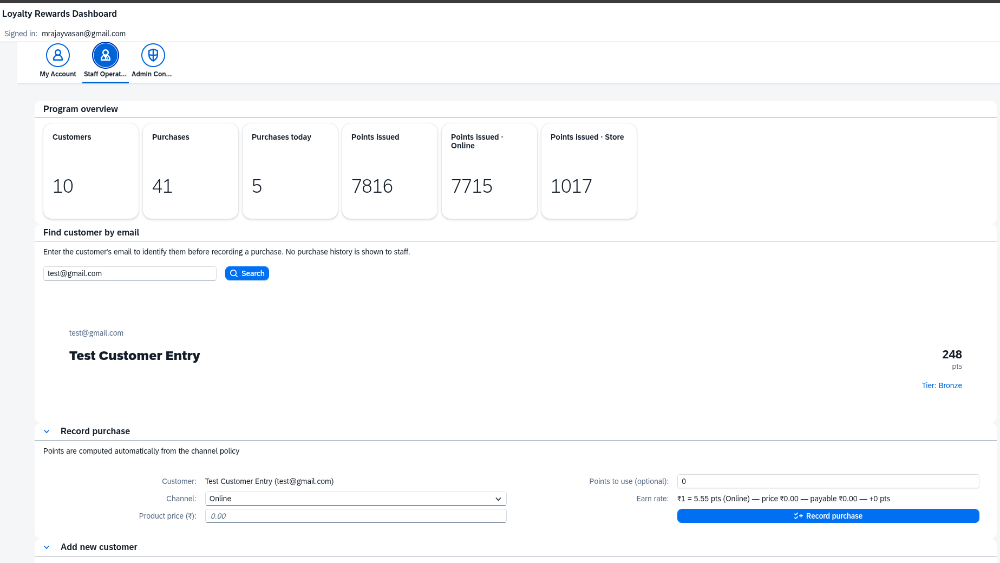 Loyalty Rewards Dashboard
Signed in: mrajayvasan@gmail.com
My Account Staff Operat... Admin Con...
Program overview
Customers
10
Purchases
41
Purchases today
5
Points issued
7816
Points issued ·
Online
7715
Points issued · Store
1017
Find customer by email
Enter the customer's email to identify them before recording a purchase. No purchase history is shown to staff.
test@gmail.com Search
test@gmail.com
Test Customer Entry
248
pts
Tier: Bronze
Record purchase
Points are computed automatically from the channel policy
Customer: Test Customer Entry (test@gmail.com)
Channel: Online
Product price (₹): 0.00
Points to use (optional): 0
Earn rate: ₹1 = 5.55 pts (Online) — price ₹0.00 — payable ₹0.00 — +0 pts
Record purchase
Add new customer